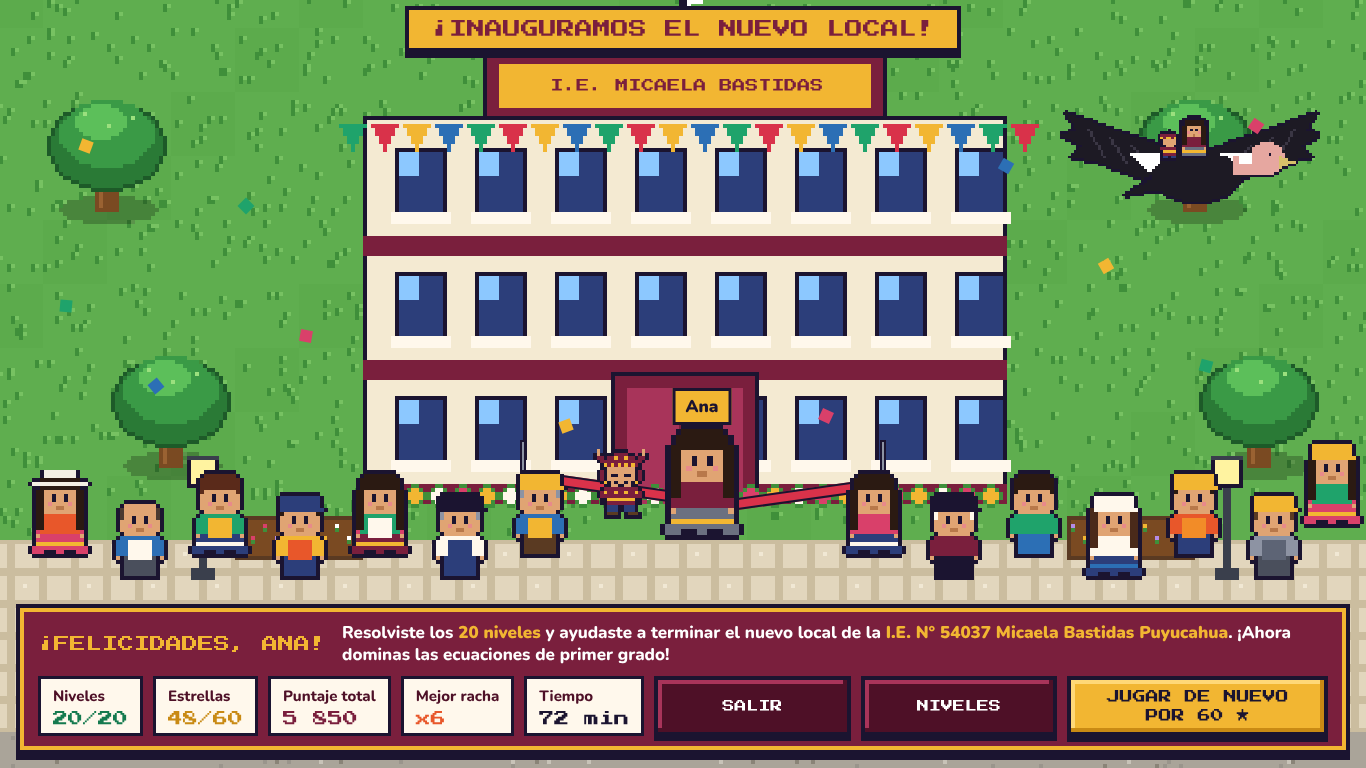 ¡INAUGURAMOS EL NUEVO LOCAL!
I.E. MICAELA BASTIDAS
Ana
¡FELICIDADES, ANA!
Resolviste los 20 niveles y ayudaste a terminar el nuevo local de la I.E. N° 54037 Micaela Bastidas Puyucahua. ¡Ahora
dominas las ecuaciones de primer grado!
Niveles
20/20
Estrellas
48/60
Puntaje total
5 850
Mejor racha
x6
Tiempo
72 min
SALIR
NIVELES
JUGAR DE NUEVO
POR 60 ★